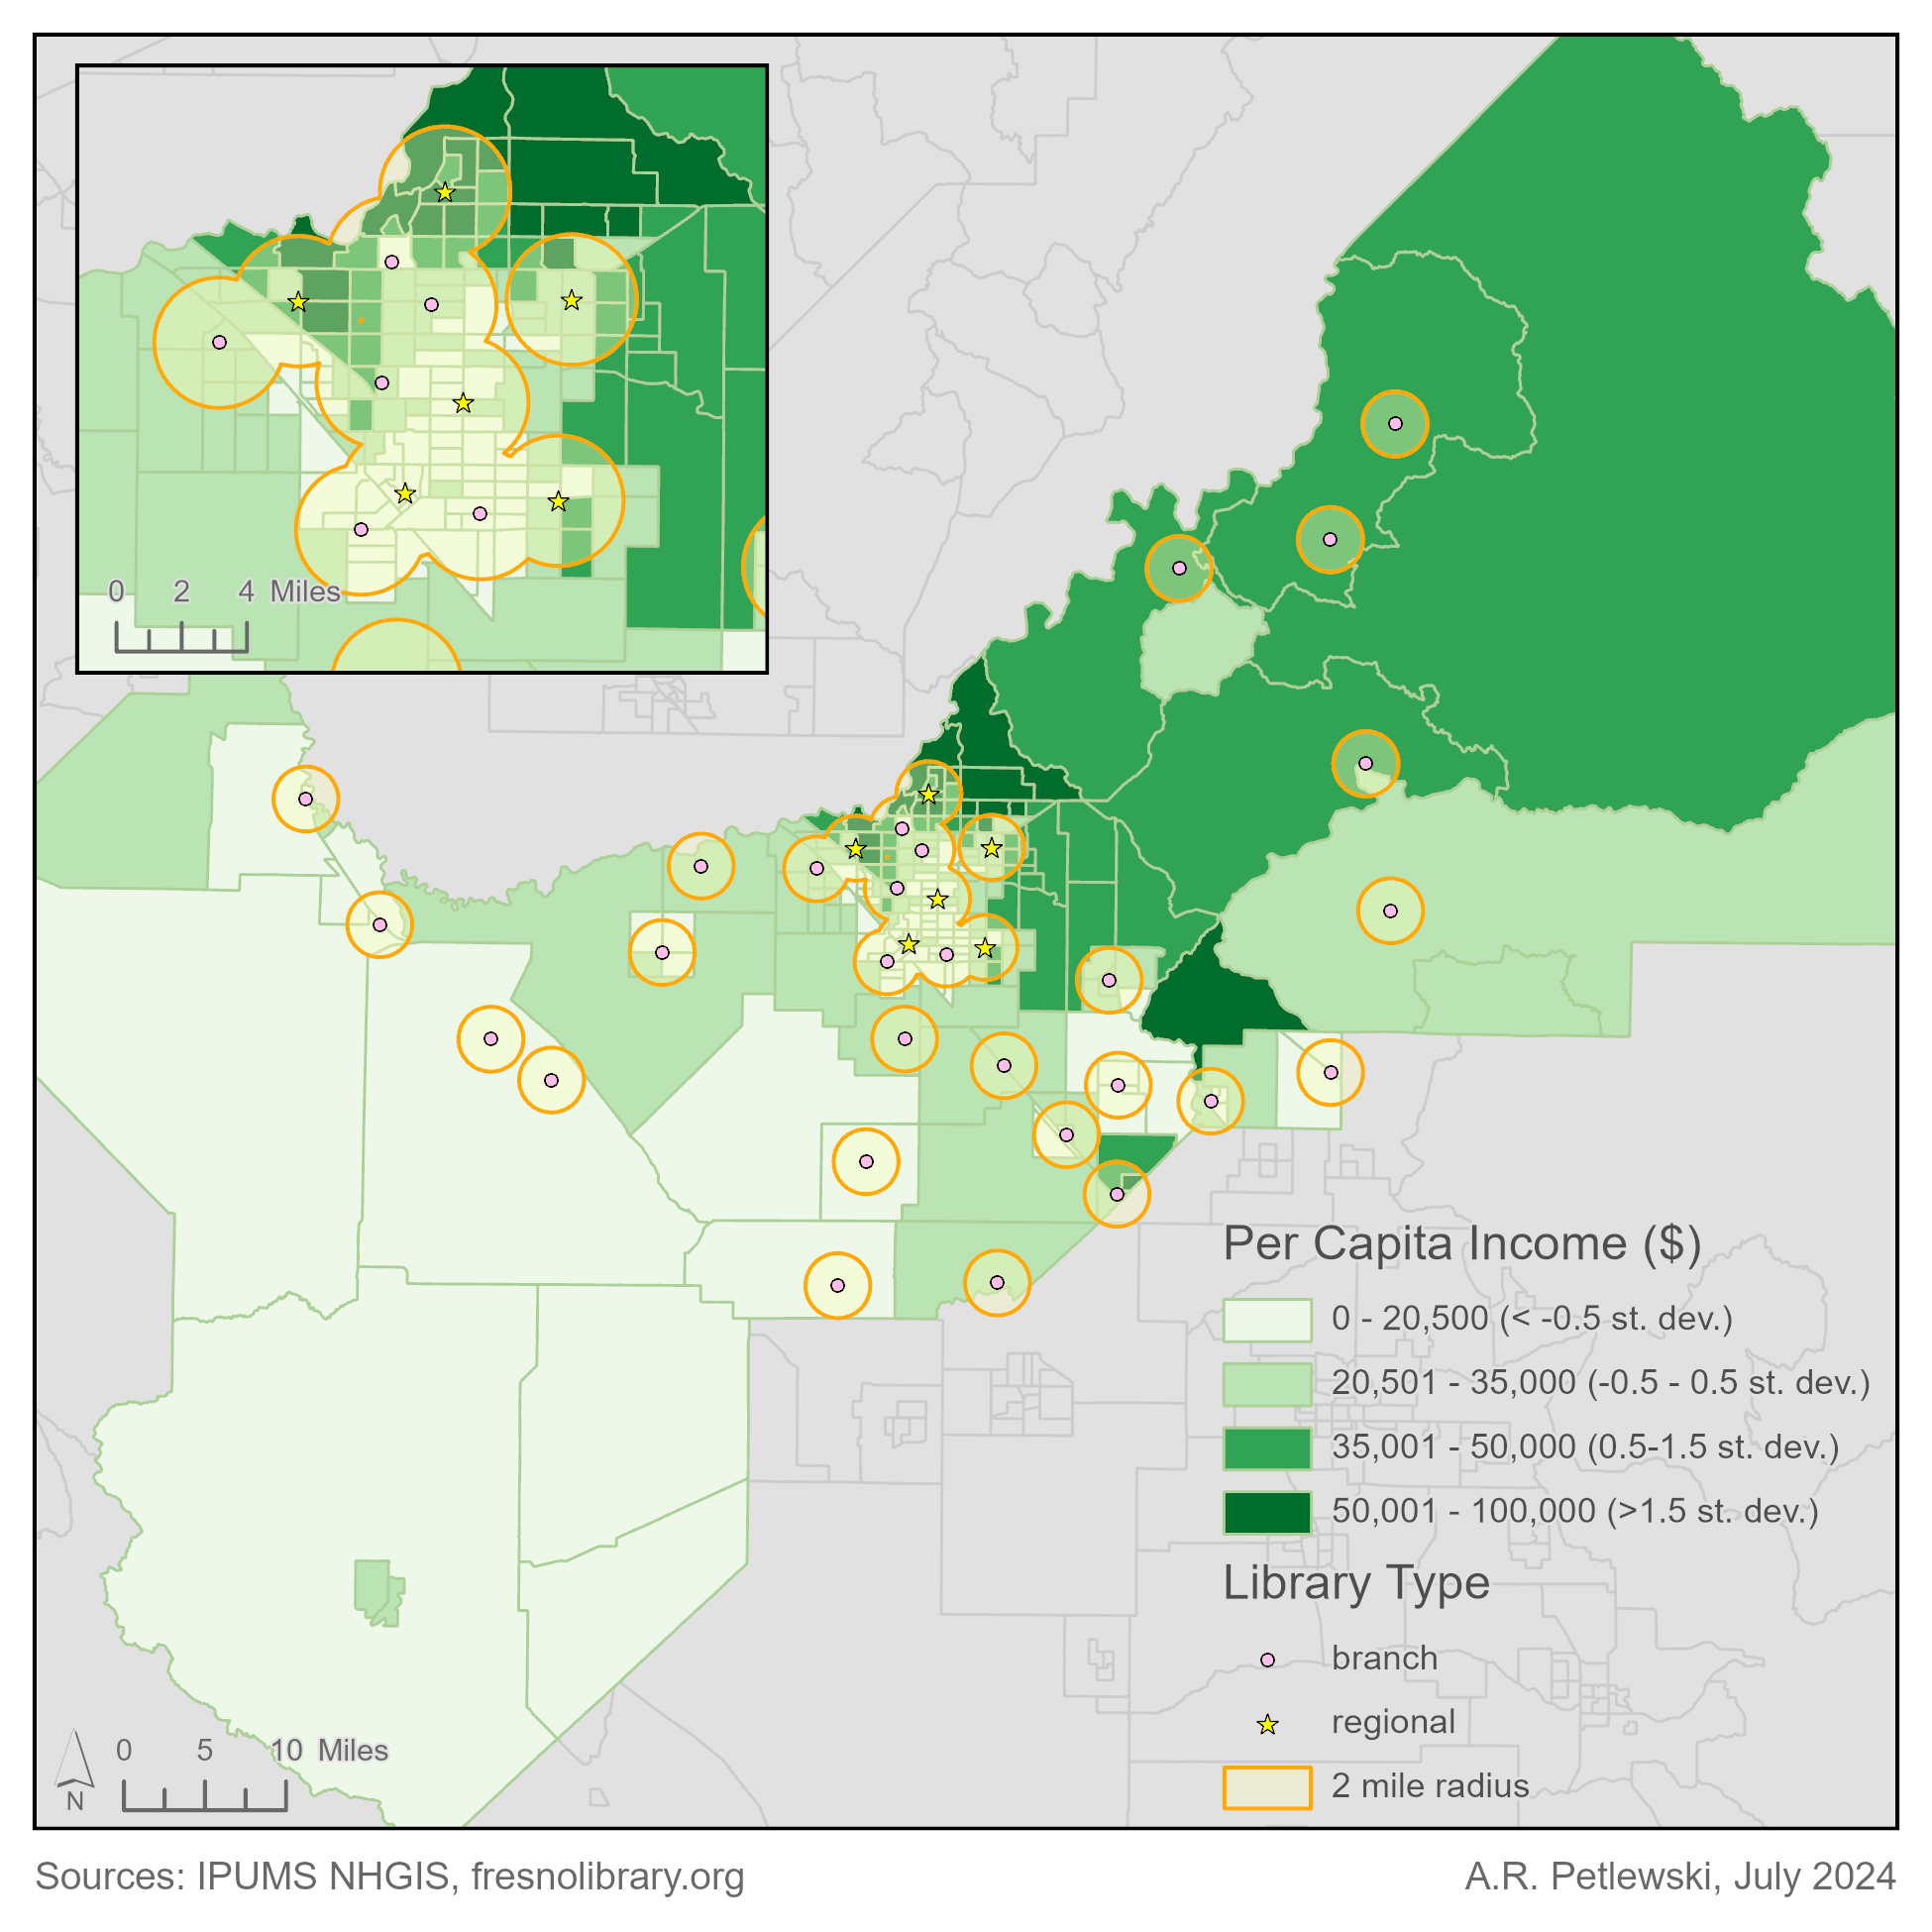 0 2 4 Miles
Per Capita Income ($)
0 - 20,500 (< -0.5 st. dev.)
20,501 - 35,000 (-0.5 - 0.5 st. dev.)
35,001 - 50,000 (0.5-1.5 st. dev.)
50,001 - 100,000 (>1.5 st. dev.)
Library Type
branch
regional
2 mile radius
N
0 5 10 Miles
Sources: IPUMS NHGIS, fresnolibrary.org
A.R. Petlewski, July 2024